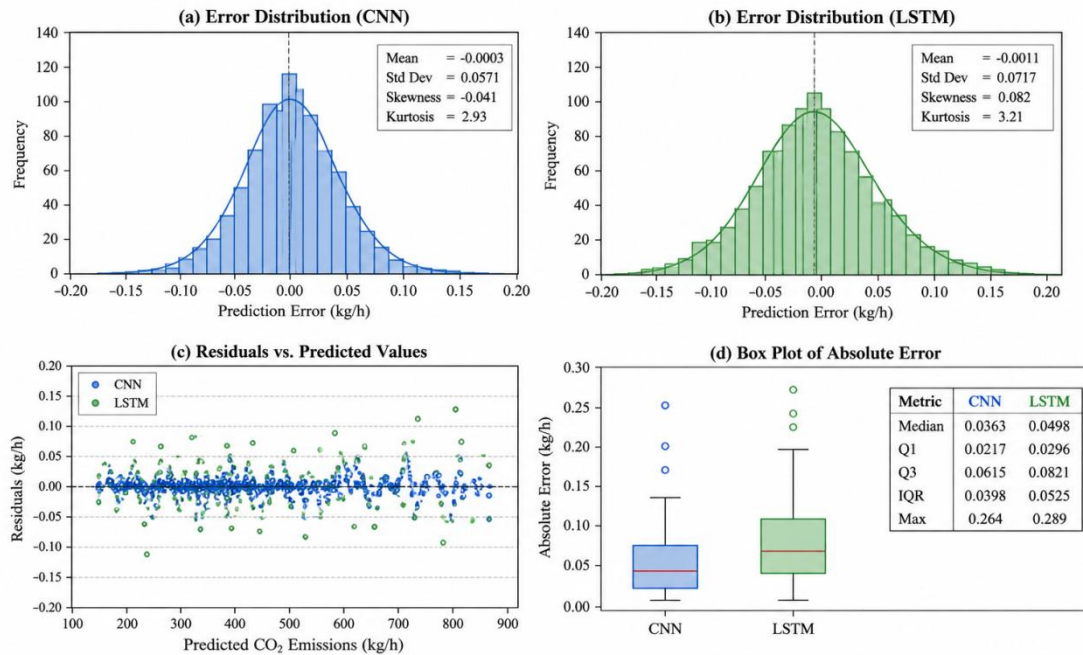 (a) Error Distribution (CNN)
140
120
100
80
60
40
20
0
Frequency
Mean = -0.0003
Std Dev = 0.0571
Skewness = -0.041
Kurtosis = 2.93
−0.20 −0.15 −0.10 −0.05 0.00 0.05 0.10 0.15 0.20
Prediction Error (kg/h)
(b) Error Distribution (LSTM)
140
120
100
80
60
40
20
0
Frequency
Mean = -0.0011
Std Dev = 0.0717
Skewness = 0.082
Kurtosis = 3.21
−0.20 −0.15 −0.10 −0.05 0.00 0.05 0.10 0.15 0.20
Prediction Error (kg/h)
(c) Residuals vs. Predicted Values
0.20
0.15
0.10
0.05
0.00
−0.05
−0.10
−0.15
−0.20
Residuals (kg/h)
CNN
LSTM
100 200 300 400 500 600 700 800 900
Predicted CO₂ Emissions (kg/h)
(d) Box Plot of Absolute Error
0.30
0.25
0.20
0.15
0.10
0.05
0.00
Absolute Error (kg/h)
CNN LSTM
Metric CNN LSTM
Median 0.0363 0.0498
Q1 0.0217 0.0296
Q3 0.0615 0.0821
IQR 0.0398 0.0525
Max 0.264 0.289